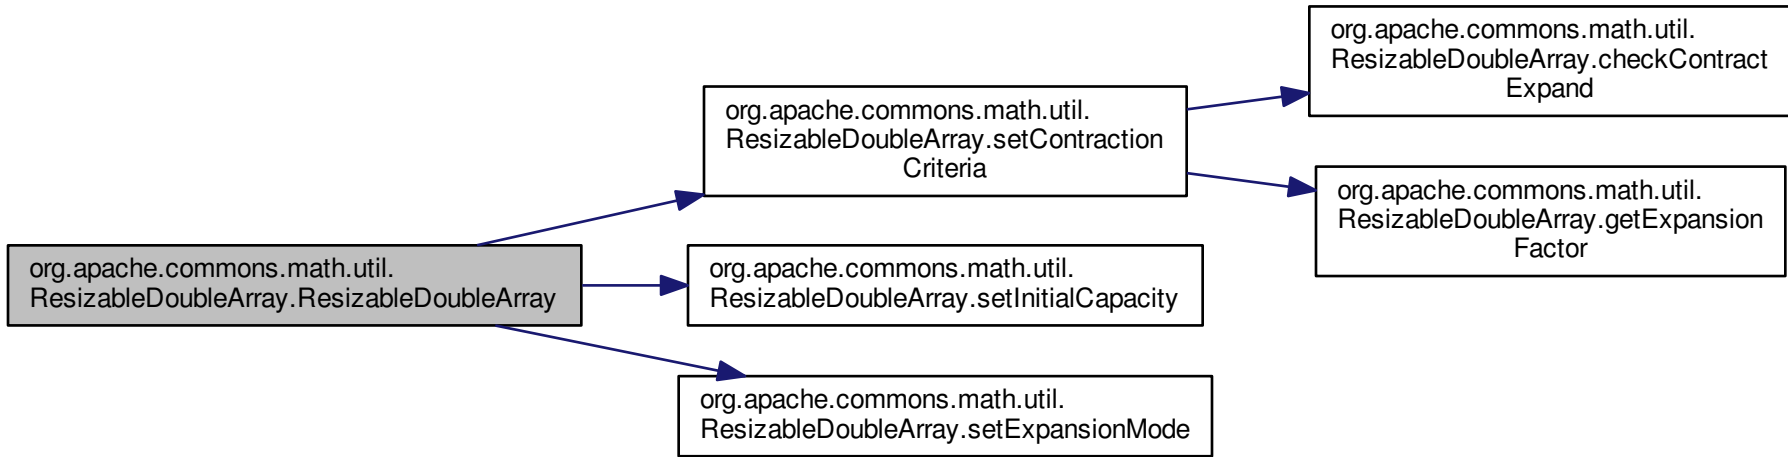 org.apache.commons.math.util.
ResizableDoubleArray.ResizableDoubleArray
org.apache.commons.math.util.
ResizableDoubleArray.setContraction
Criteria
org.apache.commons.math.util.
ResizableDoubleArray.setInitialCapacity
org.apache.commons.math.util.
ResizableDoubleArray.setExpansionMode
org.apache.commons.math.util.
ResizableDoubleArray.checkContract
Expand
org.apache.commons.math.util.
ResizableDoubleArray.getExpansion
Factor